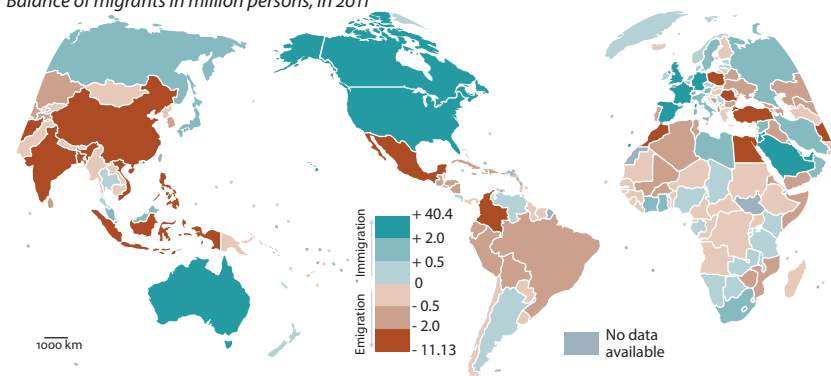 Balance of migrants in million persons, in 2011
Immigration
Emigration
+ 40.4
+ 2.0
+ 0.5
0
- 0.5
- 2.0
- 11.13
1000 km
No data
available